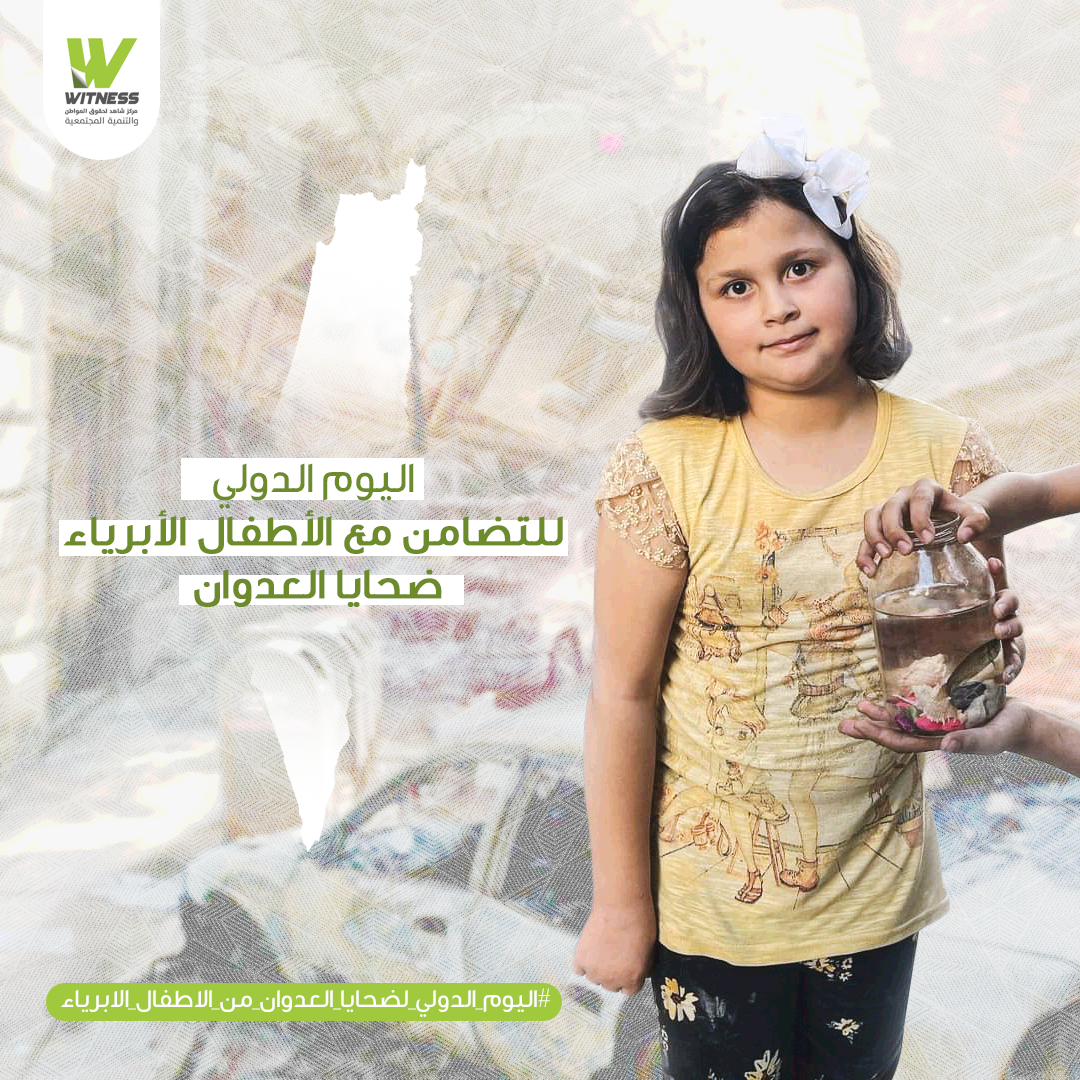 WITNESS
مركز شاهد لحقوق المواطن
والتنمية المجتمعية
اليوم الدولي
للتضامن مع الأطفال الأبرياء
ضحايا العدوان
#اليوم_الدولي_لضحايا_العدوان_من_الاطفال_الابرياء